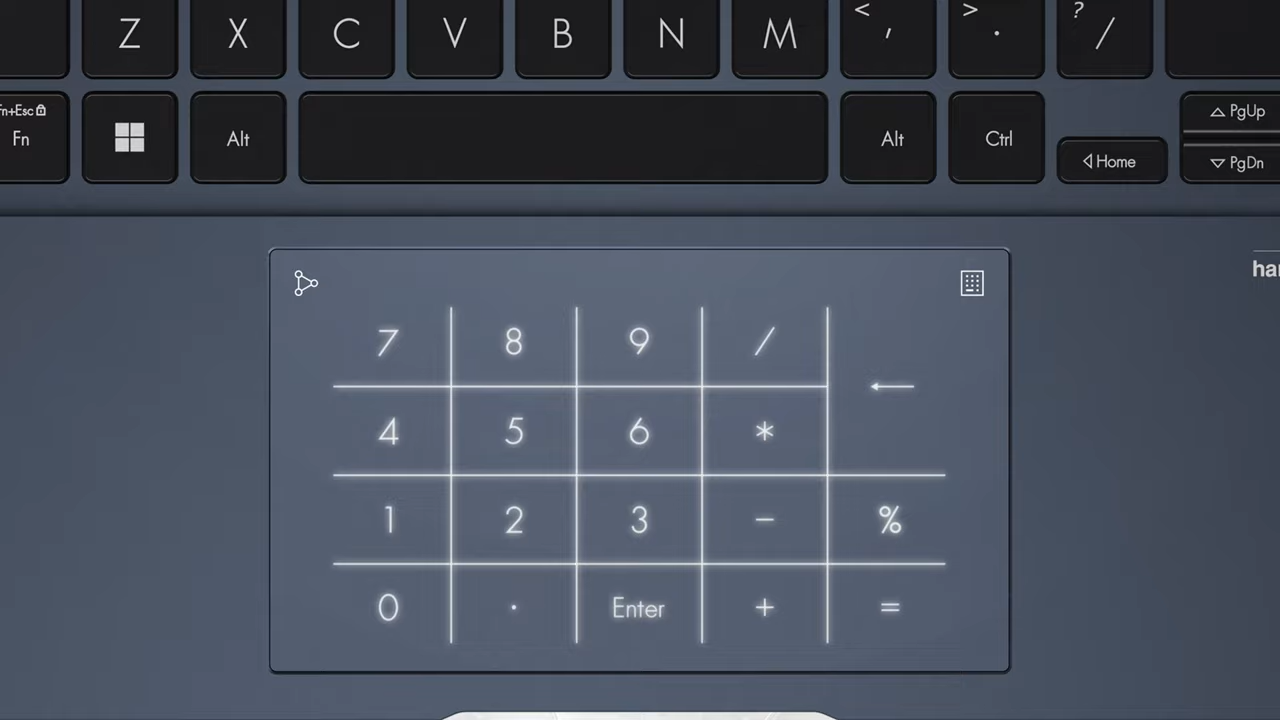 Z X C V B N M < , > . ? /
Fn+Esc
Fn Alt Alt Ctrl Home PgUp
PgDn
har
7 8 9 /
←
4 5 6 *
1 2 3 − %
0 . Enter + =